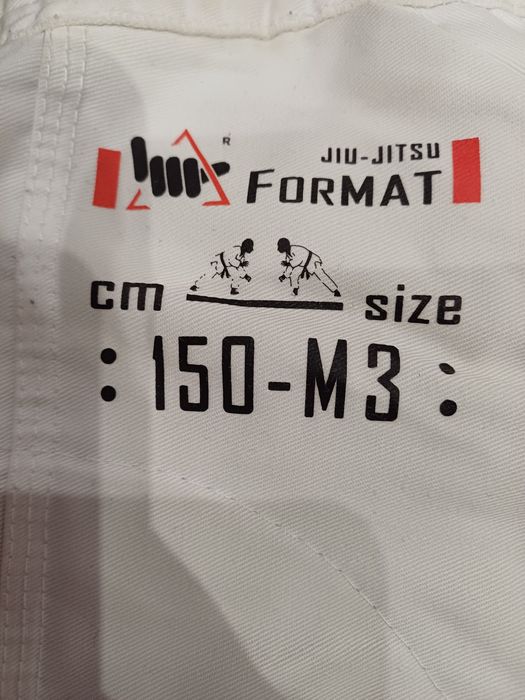 ®
JIU-JITSU
FORMAT
cm size
: 150-M3 :